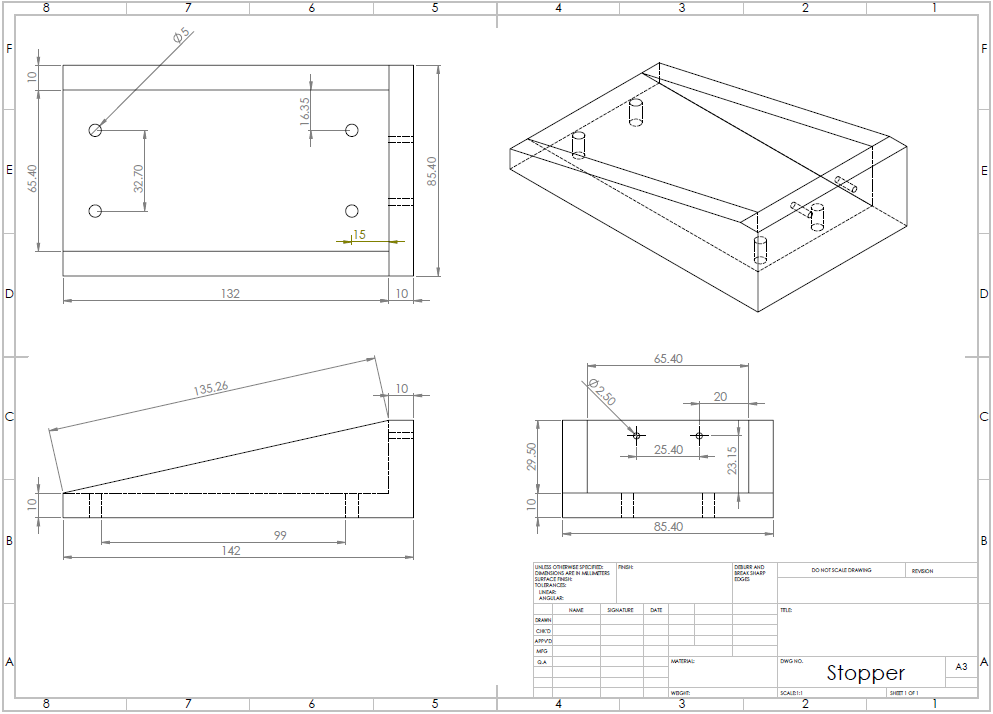 8 7 6 5 4 3 2 1
F F
E E
D D
C C
B B
A A
Ø5
10
16.35
65.40
32.70
85.40
15
132
10
135.26
10
10
99
142
65.40
Ø2.50
20
29.50
25.40
23.15
10
85.40
UNLESS OTHERWISE SPECIFIED:
DIMENSIONS ARE IN MILLIMETERS
SURFACE FINISH:
TOLERANCES:
LINEAR:
ANGULAR:
FINISH:
DEBURR AND
BREAK SHARP
EDGES
DO NOT SCALE DRAWING
REVISION
NAME SIGNATURE DATE
TITLE:
DRAWN
CHK'D
APPV'D
MFG
Q.A
MATERIAL:
DWG NO.
Stopper
A3
WEIGHT:
SCALE:1:1
SHEET 1 OF 1
8 7 6 5 4 3 2 1